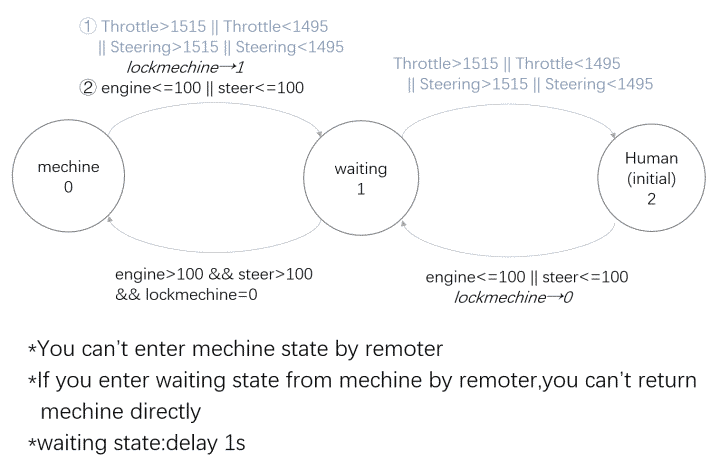 ① Throttle>1515 || Throttle<1495
|| Steering>1515 || Steering<1495
lockmechine→1
② engine<=100 || steer<=100
Throttle>1515 || Throttle<1495
|| Steering>1515 || Steering<1495
mechine
0
waiting
1
Human
(initial)
2
engine>100 && steer>100
&& lockmechine=0
engine<=100 || steer<=100
lockmechine→0
*You can't enter mechine state by remoter
*If you enter waiting state from mechine by remoter,you can't return
mechine directly
*waiting state:delay 1s